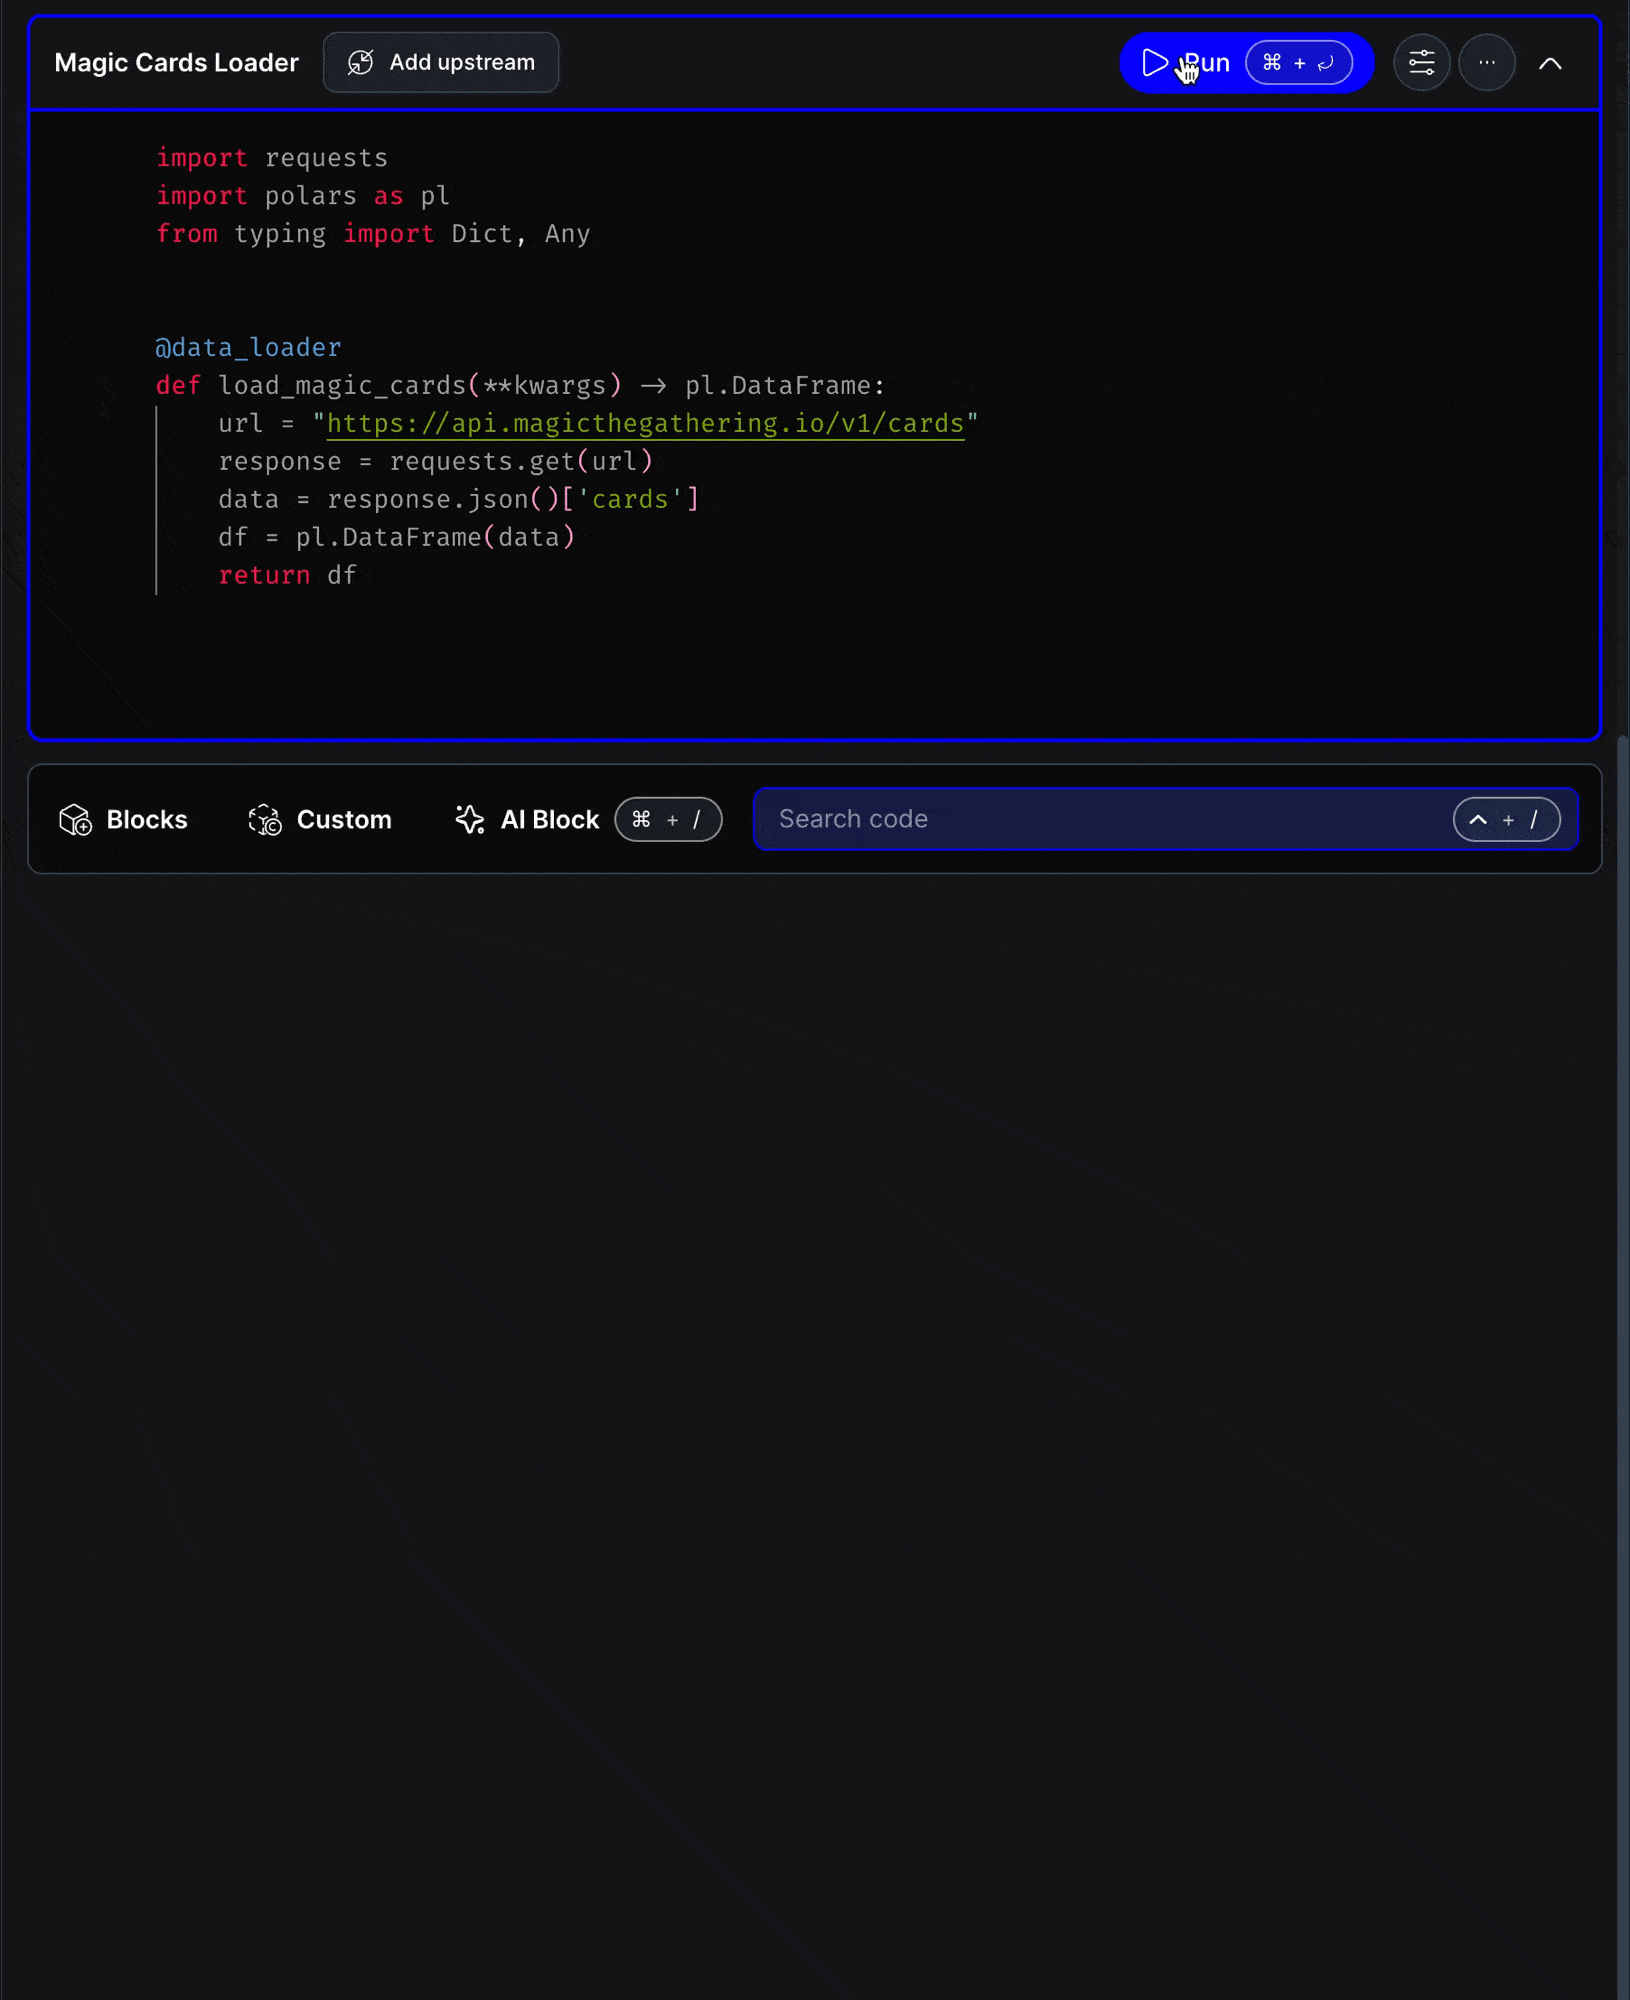 Magic Cards Loader Add upstream Run ⌘ + ⤶ ...
import requests
import polars as pl
from typing import Dict, Any
@data_loader
def load_magic_cards(**kwargs) → pl.DataFrame:
url = "https://api.magicthegathering.io/v1/cards"
response = requests.get(url)
data = response.json()['cards']
df = pl.DataFrame(data)
return df
Blocks Custom AI Block ⌘ + / Search code ^ + /